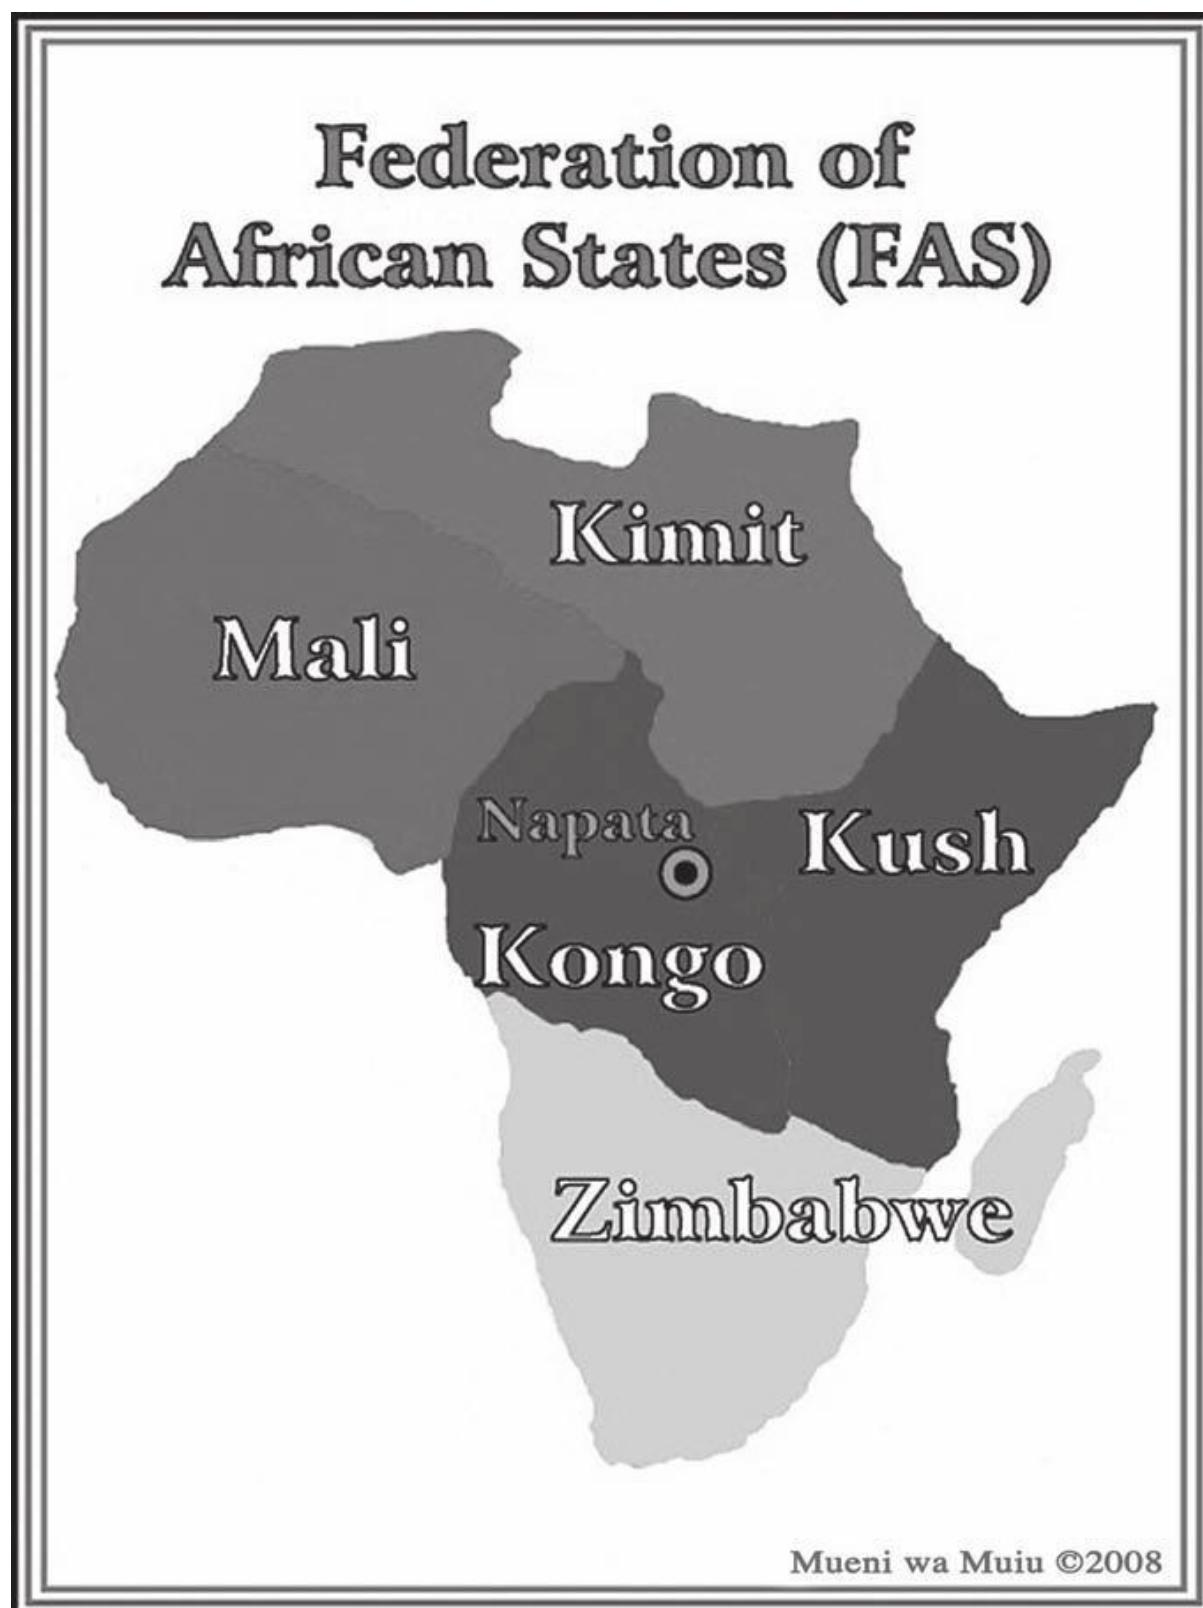 Federation of
African States (FAS)
Kimit
Mali
Napata
Kush
Kongo
Zimbabwe
Mueni wa Muiu ©2008